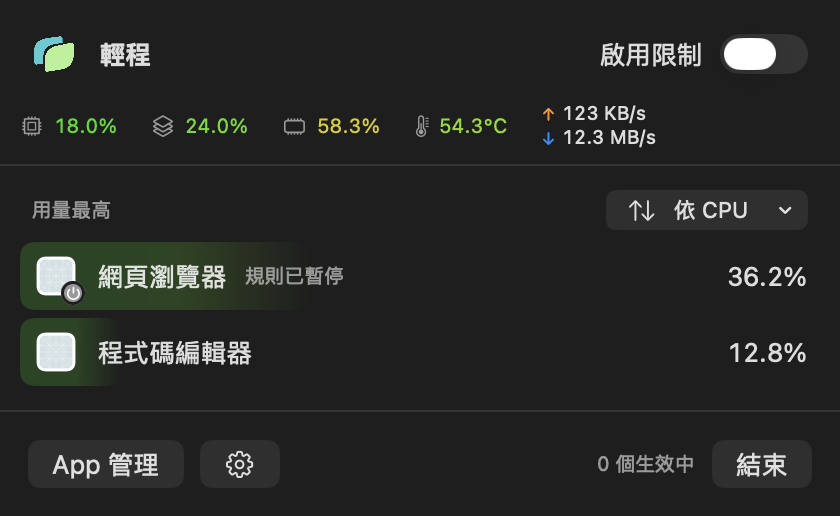 輕程
啟用限制
18.0%
24.0%
58.3%
54.3°C
↑ 123 KB/s
↓ 12.3 MB/s
用量最高
依 CPU
網頁瀏覽器 規則已暫停 36.2%
程式碼編輯器 12.8%
App 管理
0 個生效中
結束